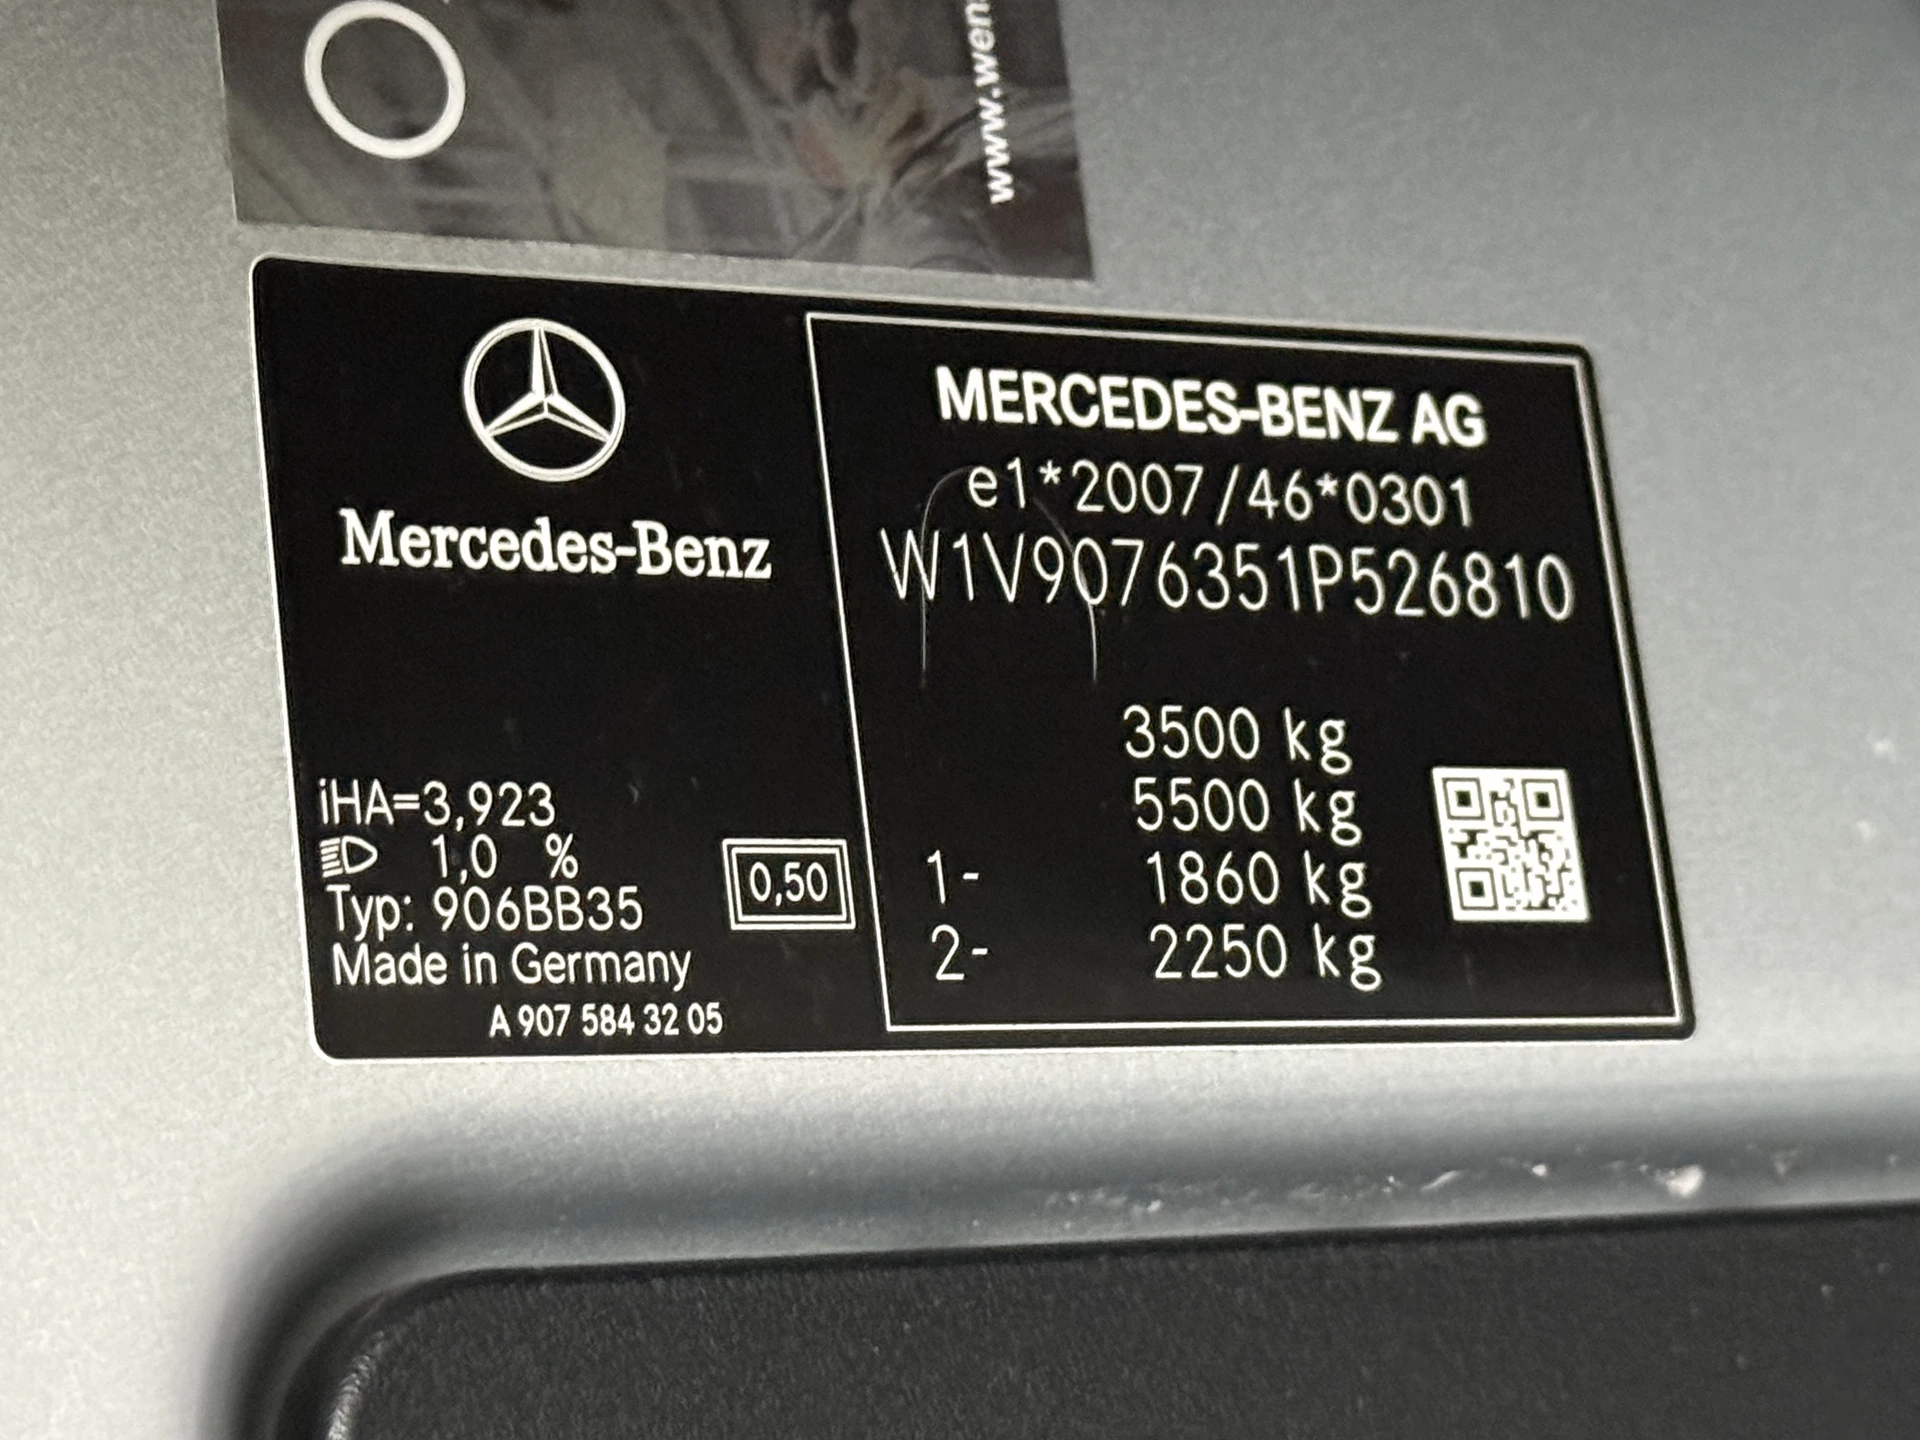 www.wen
Mercedes-Benz
iHA=3,923
1,0 %
Typ: 906BB35
Made in Germany
A 907 584 32 05
0,50
MERCEDES-BENZ AG
e1*2007/46*0301
W1V9076351P526810
3500 kg
5500 kg
1- 1860 kg
2- 2250 kg